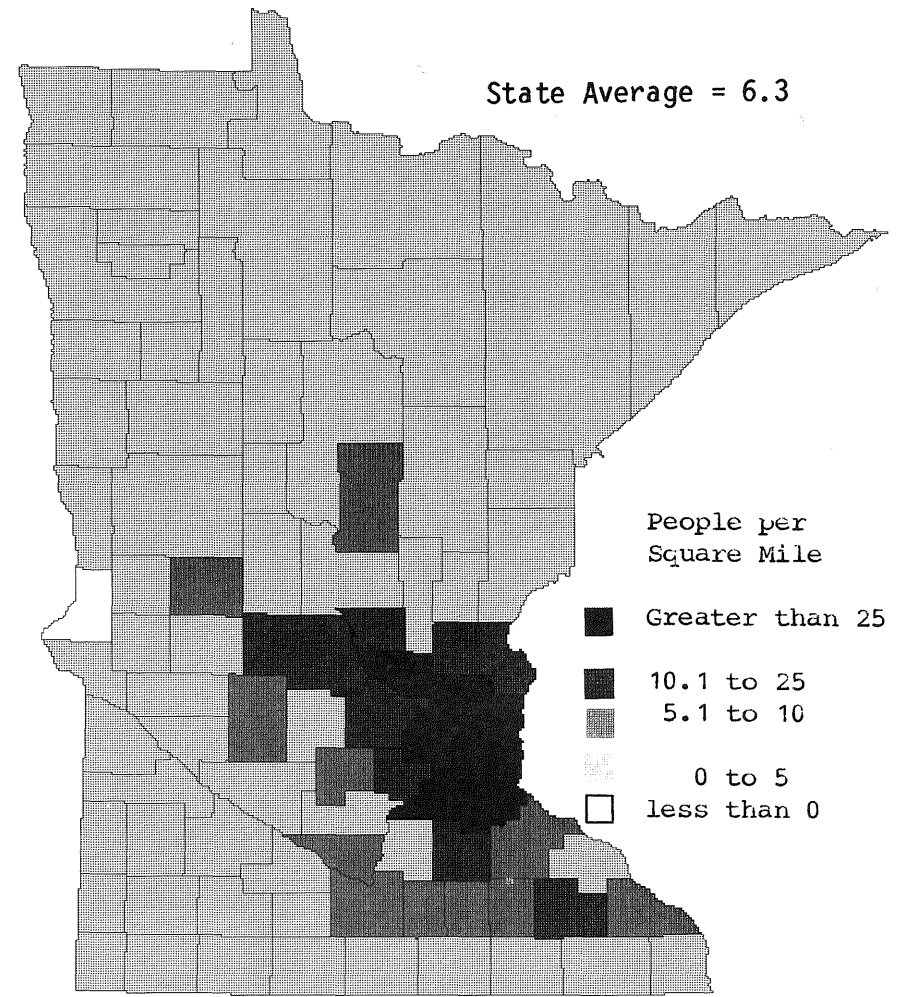 State Average = 6.3
People per
Square Mile
Greater than 25
10.1 to 25
5.1 to 10
0 to 5
less than 0